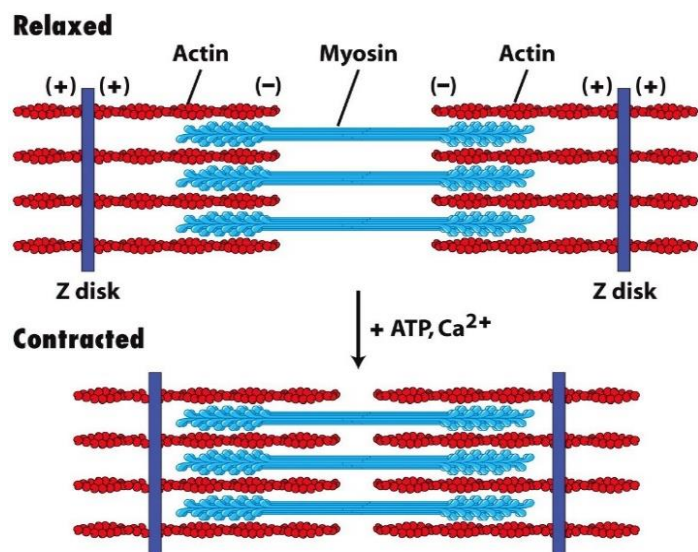 Relaxed
Actin Myosin Actin
(+) (+) (−) (−) (+) (+)
Z disk Z disk
+ ATP, Ca2+
Contracted